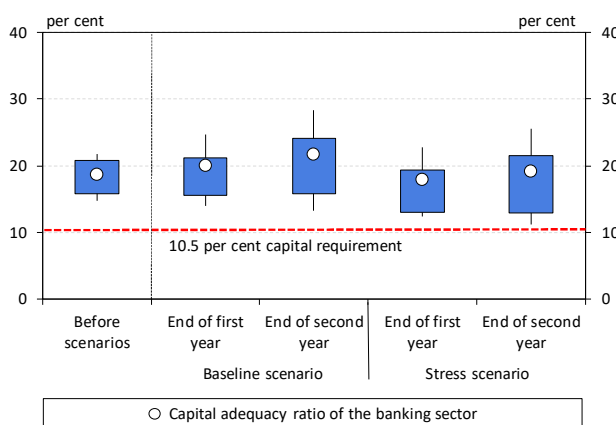 per cent per cent
40 40
30 30
20 20
10 10
10.5 per cent capital requirement
0 0
Before scenarios
End of first year
End of second year
End of first year
End of second year
Baseline scenario
Stress scenario
Capital adequacy ratio of the banking sector